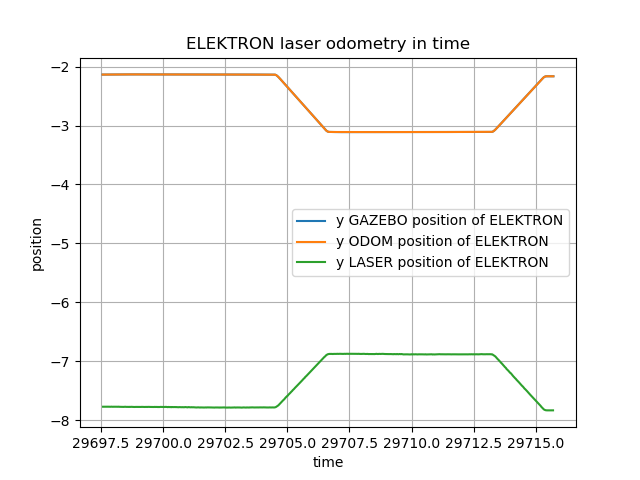 ELEKTRON laser odometry in time
−2
−3
−4
−5
−6
−7
−8
position
y GAZEBO position of ELEKTRON
y ODOM position of ELEKTRON
y LASER position of ELEKTRON
29697.5 29700.0 29702.5 29705.0 29707.5 29710.0 29712.5 29715.0
time